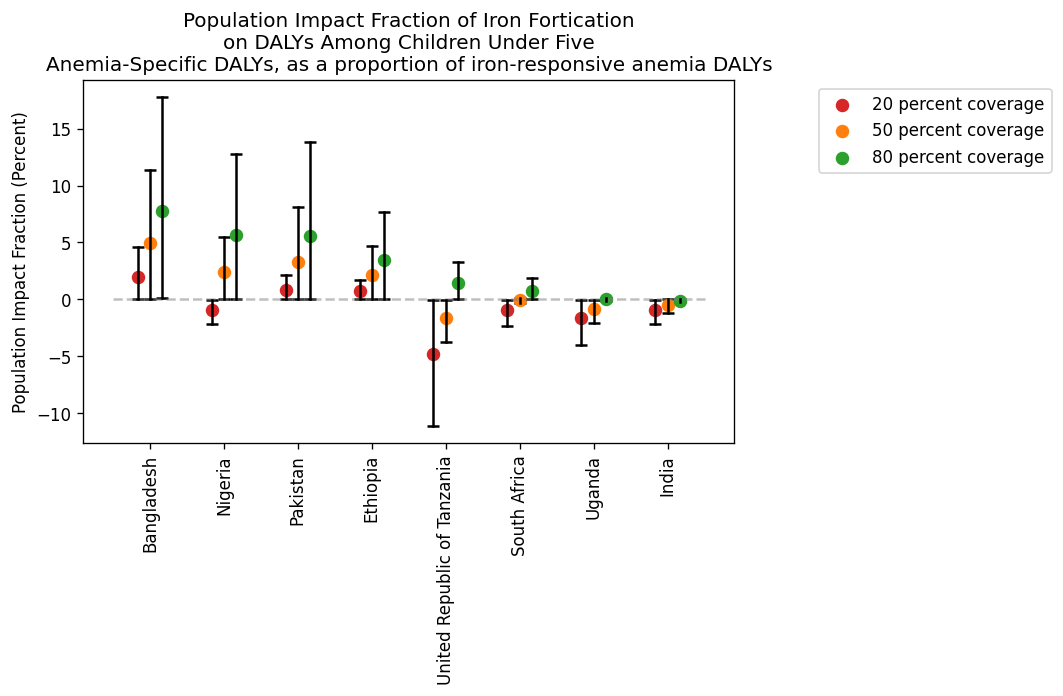 Population Impact Fraction of Iron Fortication
on DALYs Among Children Under Five
Anemia-Specific DALYs, as a proportion of iron-responsive anemia DALYs
20 percent coverage
50 percent coverage
80 percent coverage
Population Impact Fraction (Percent)
15
10
5
0
−5
−10
Bangladesh
Nigeria
Pakistan
Ethiopia
United Republic of Tanzania
South Africa
Uganda
India